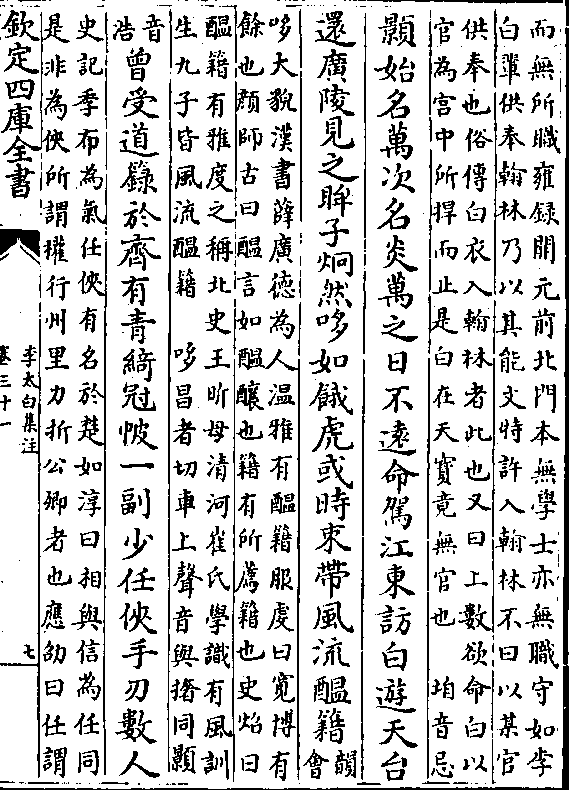 而無所職雍録開元前北門本無學士亦無職守如李
白輩供奉翰林乃以其能文特許入翰林不曰以某官
供奉也俗傳白衣入翰林者此也又曰上數欲命白以
官為宫中所捍而止是白在天寶竟無官也　垍音忌
顥始名萬次名炎萬之日不逺命駕江東訪白遊天台
還廣陵見之眸子炯然哆如餓虎或時束帶風流醖籍韻會
哆大貌漢書薛廣徳為人温雅有醖籍服虔曰寛博有
餘也顔師古曰醖言如醖釀也籍有所薦籍也史炤曰
醖籍有雅度之稱北史王昕母清河崔氏學識有風訓
生九子皆風流醖籍　哆昌者切車上聲音與撦同顥
音浩曾受道籙於齊有青綺冠帔一副少任俠手刃數人
史記季布為氣任俠有名於楚如淳曰相與信為任同
是非為俠所謂權行州里力折公卿者也應劭曰任謂
欽定四庫全書
李太白集注
卷三十一
七